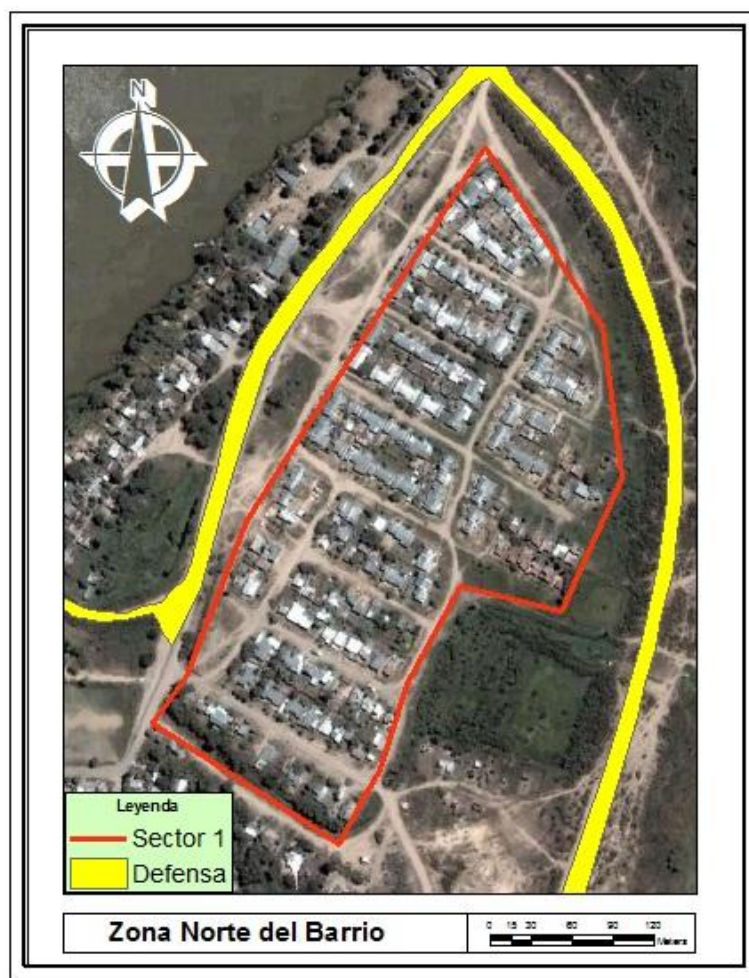 N
Leyenda
Sector 1
Defensa
Zona Norte del Barrio
0 15 30 60 90 120
Meters